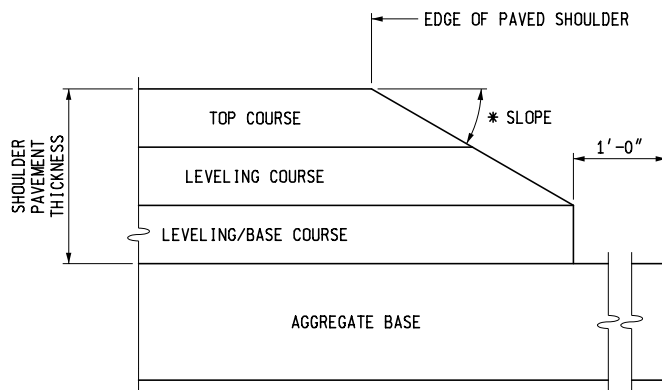 EDGE OF PAVED SHOULDER
TOP COURSE
* SLOPE
1'-0"
SHOULDER
PAVEMENT
THICKNESS
LEVELING COURSE
LEVELING/BASE COURSE
AGGREGATE BASE